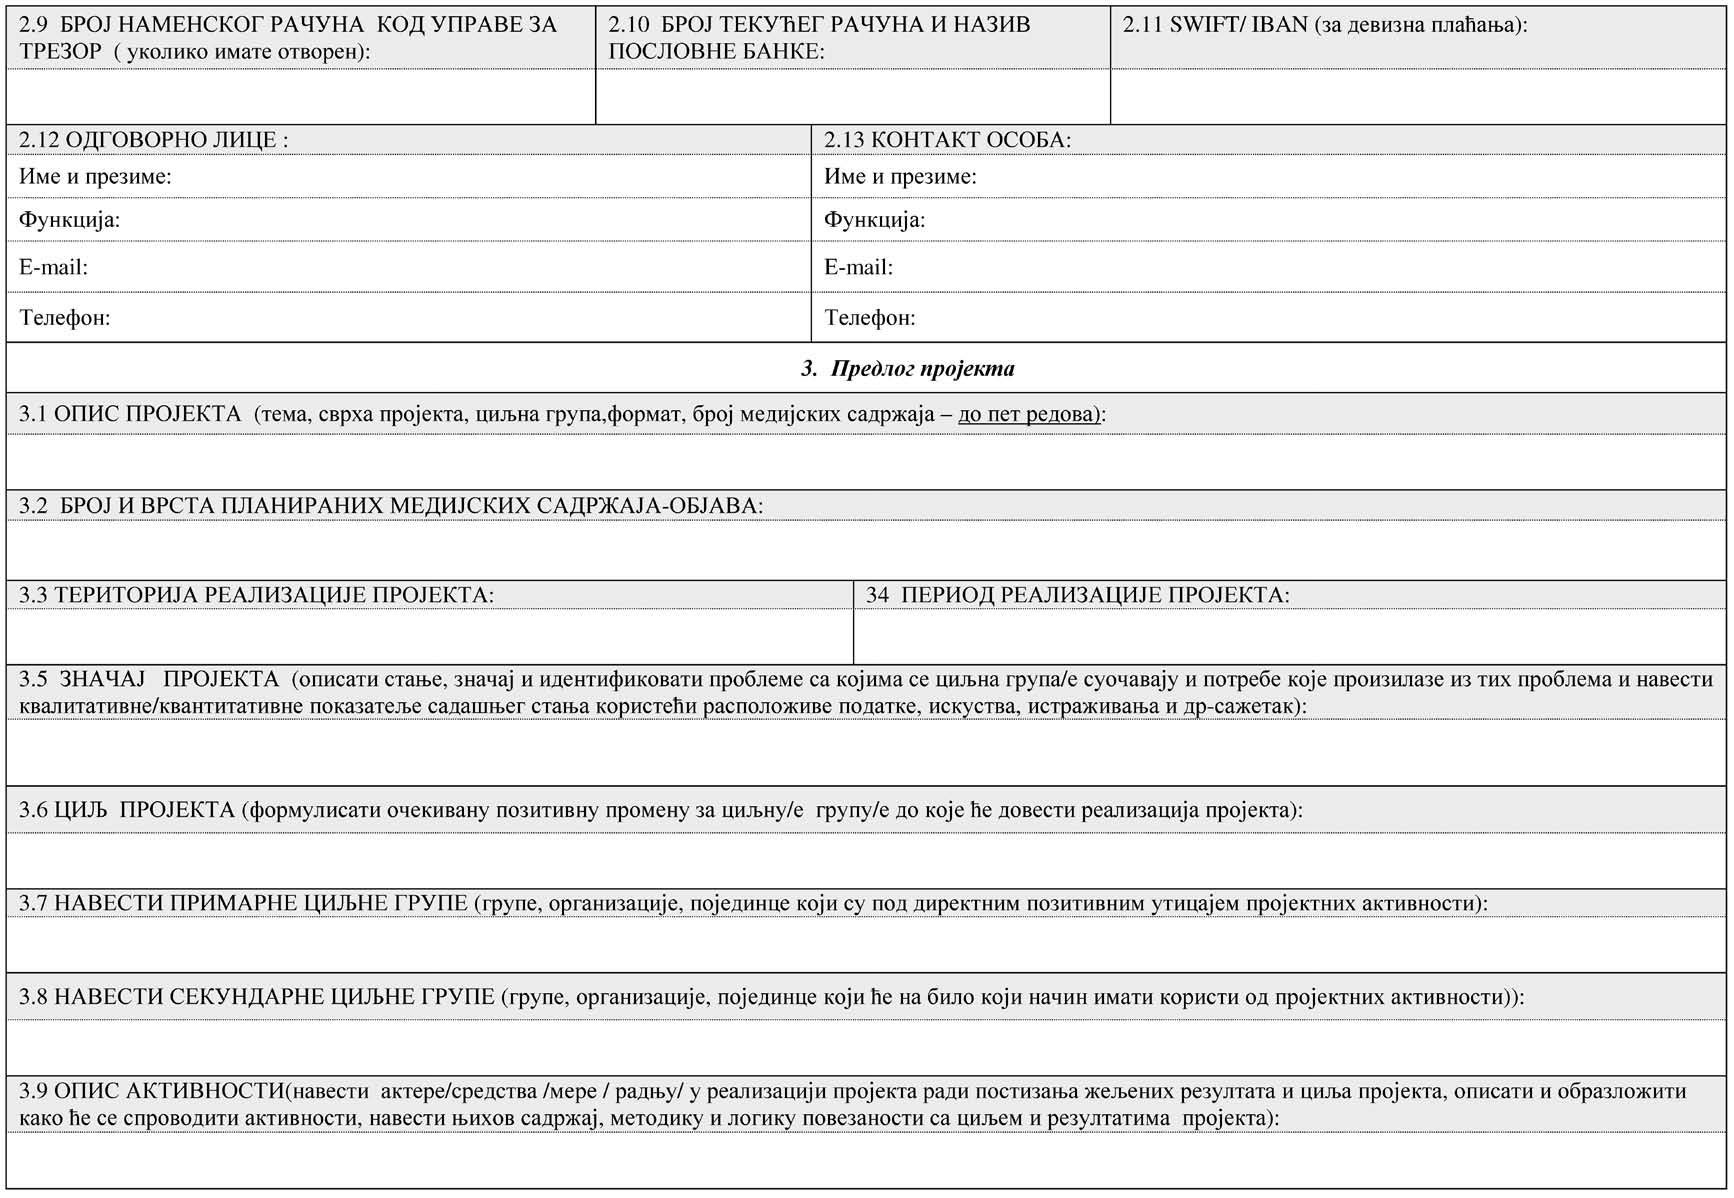 2.9 БРОЈ НАМЕНСКОГ РАЧУНА КОД УПРАВЕ ЗА
ТРЕЗОР ( уколико имате отворен):
2.10 БРОЈ ТЕКУЋЕГ РАЧУНА И НАЗИВ
ПОСЛОВНЕ БАНКЕ:
2.11 SWIFT/ IBAN (за девизна плаћања):
2.12 ОДГОВОРНО ЛИЦЕ :
2.13 КОНТАКТ ОСОБА:
Име и презиме:
Име и презиме:
Функција:
Функција:
E-mail:
E-mail:
Телефон:
Телефон:
3. Предлог пројекта
3.1 ОПИС ПРОЈЕКТА (тема, сврха пројекта, циљна група,формат, број медијских садржаја – до пет редова):
3.2 БРОЈ И ВРСТА ПЛАНИРАНИХ МЕДИЈСКИХ САДРЖАЈА-ОБЈАВА:
3.3 ТЕРИТОРИЈА РЕАЛИЗАЦИЈЕ ПРОЈЕКТА:
34 ПЕРИОД РЕАЛИЗАЦИЈЕ ПРОЈЕКТА:
3.5 ЗНАЧАЈ ПРОЈЕКТА (описати стање, значај и идентификовати проблеме са којима се циљна група/е суочавају и потребе које произилазе из тих проблема и навести
квалитативне/квантитативне показатеље садашњег стања користећи расположиве податке, искуства, истраживања и др-сажетак):
3.6 ЦИЉ ПРОЈЕКТА (формулисати очекивану позитивну промену за циљну/е групу/е до које ће довести реализација пројекта):
3.7 НАВЕСТИ ПРИМАРНЕ ЦИЉНЕ ГРУПЕ (групе, организације, појединце који су под директним позитивним утицајем пројектних активности):
3.8 НАВЕСТИ СЕКУНДАРНЕ ЦИЉНЕ ГРУПЕ (групе, организације, појединце који ће на било који начин имати користи од пројектних активности)):
3.9 ОПИС АКТИВНОСТИ(навести актере/средства /мере / радњу/ у реализацији пројекта ради постизања жељених резултата и циља пројекта, описати и образложити
како ће се спроводити активности, навести њихов садржај, методику и логику повезаности са циљем и резултатима пројекта):